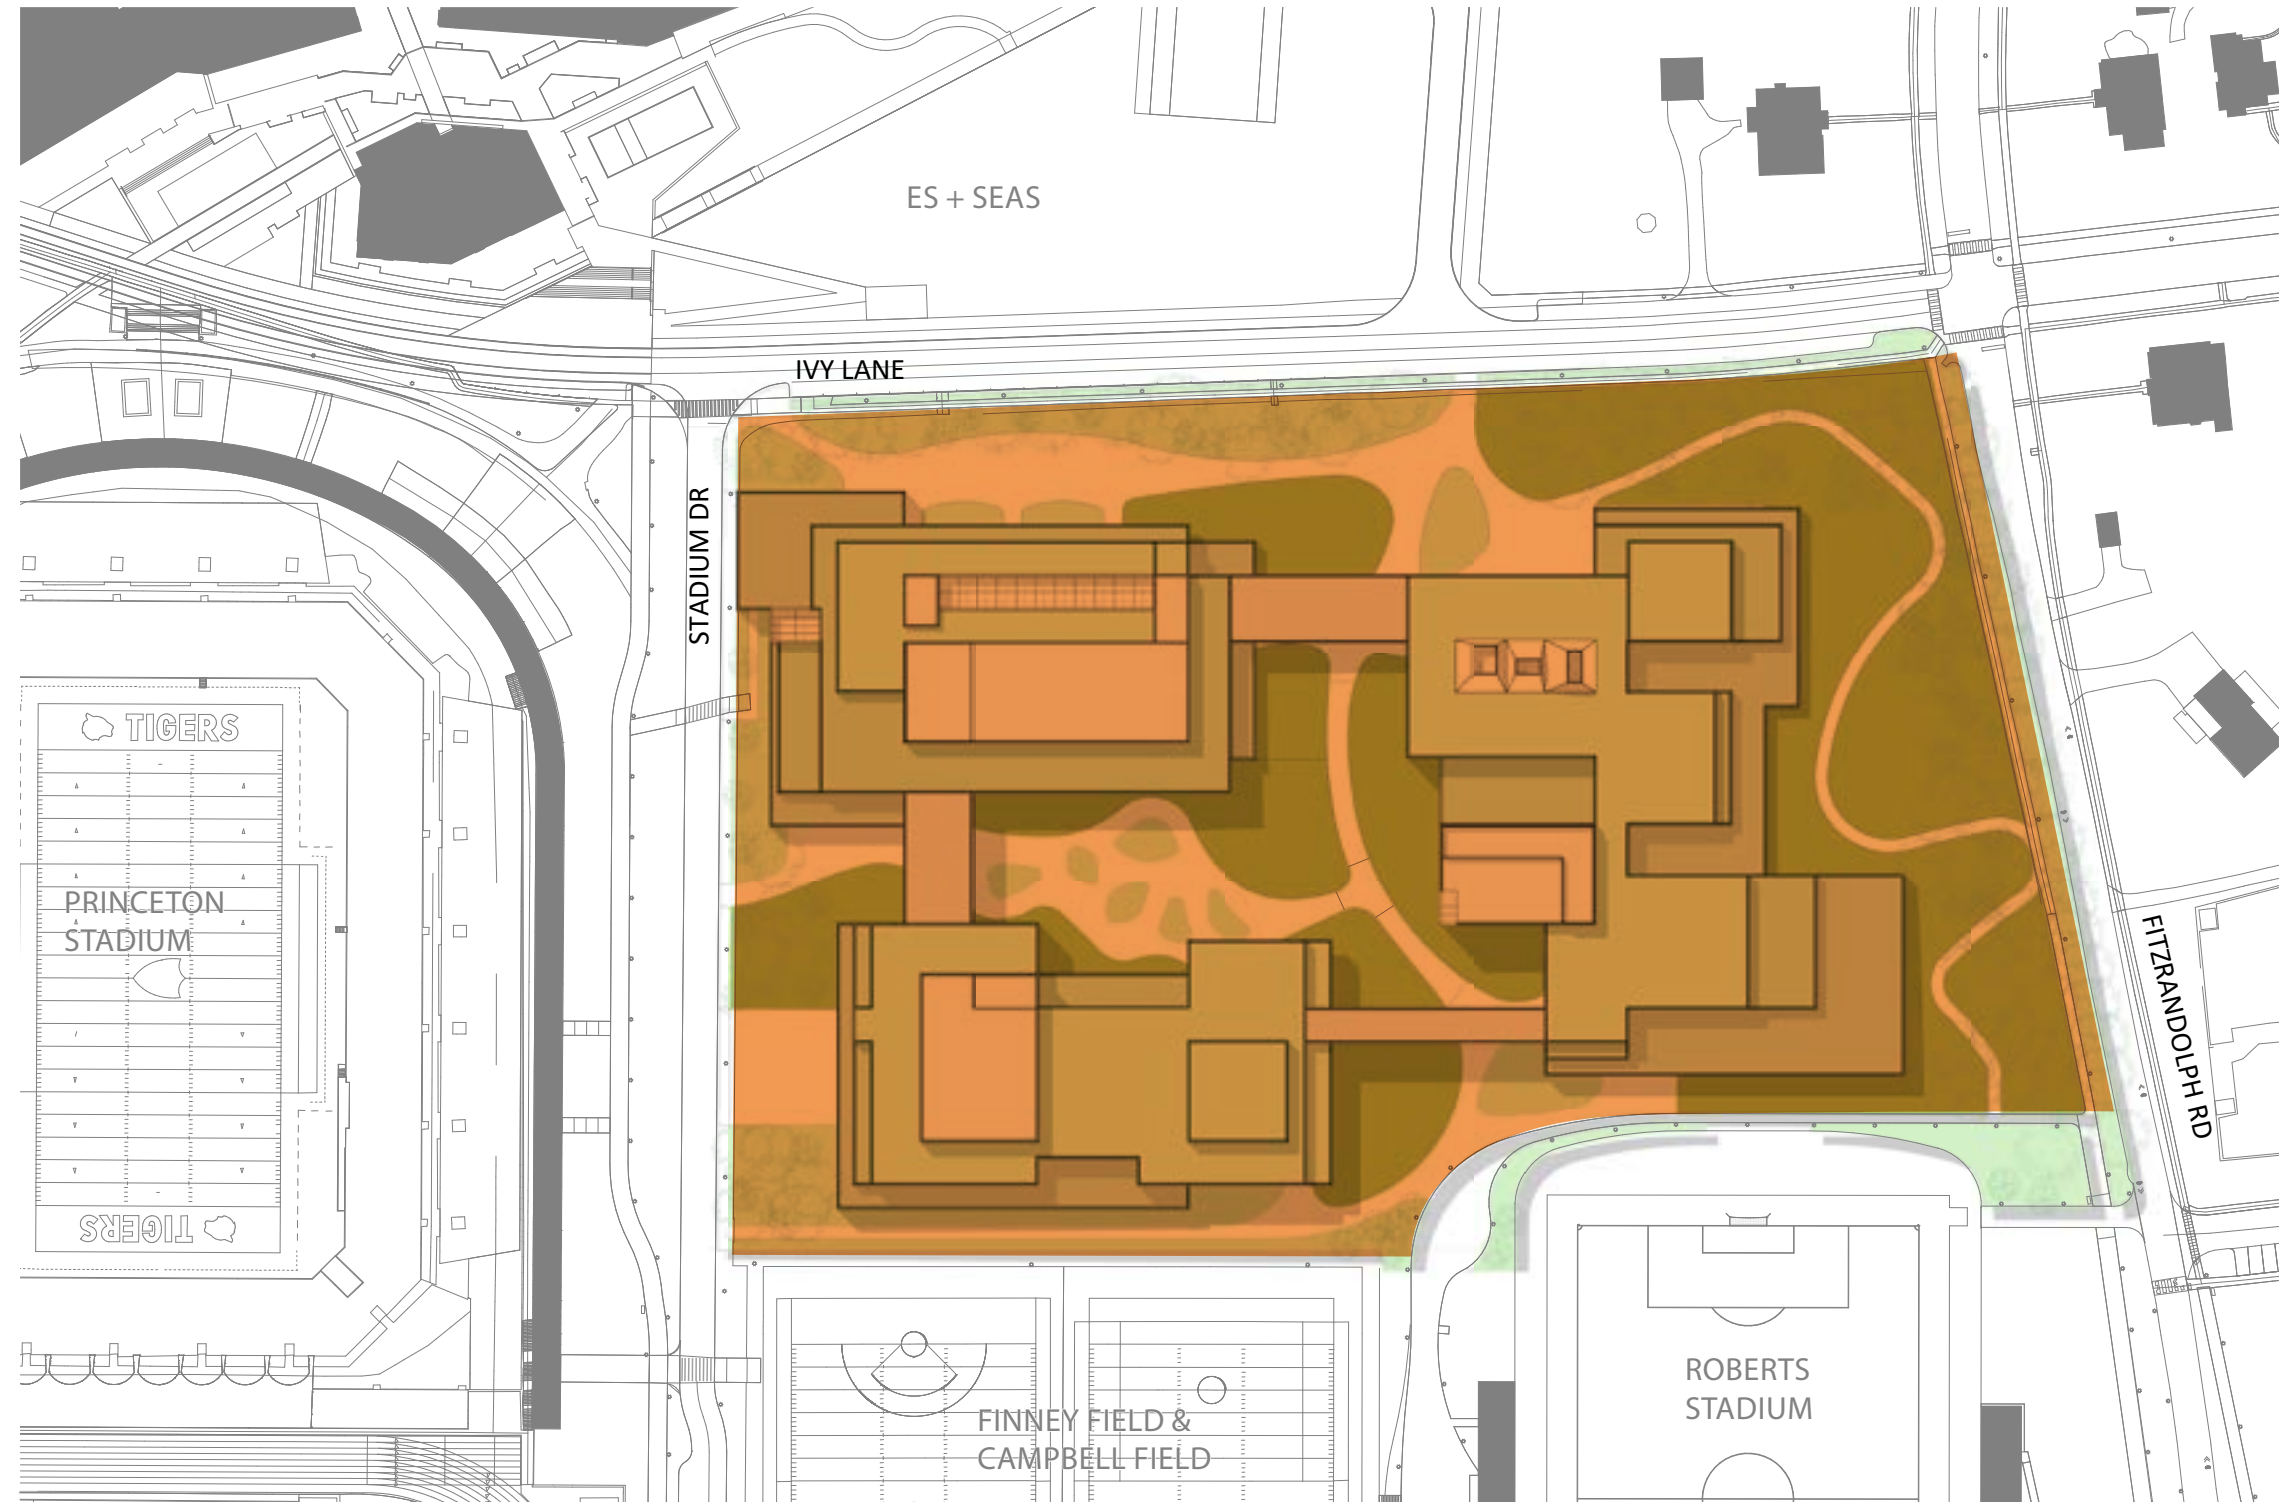 ES + SEAS
IVY LANE
STADIUM DR
TIGERS
PRINCETON
STADIUM
TIGERS
FITZRANDOLPH RD
FINNEY FIELD &
CAMPBELL FIELD
ROBERTS
STADIUM